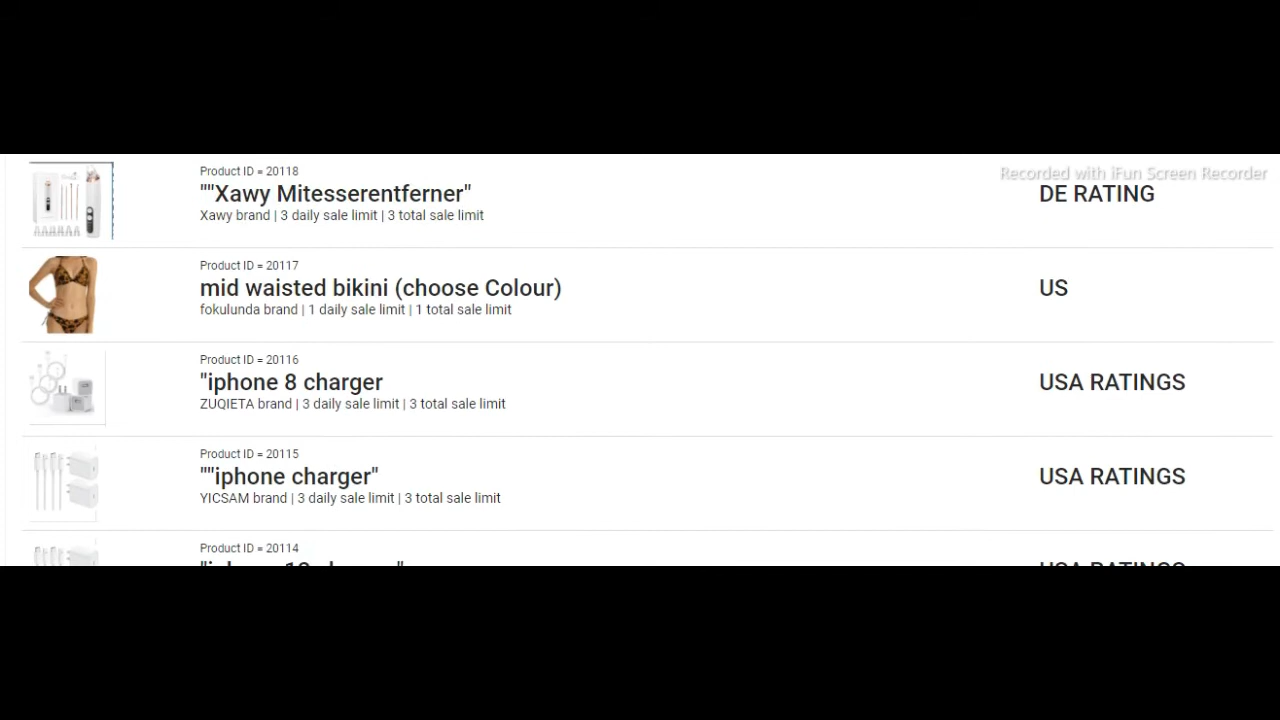 Recorded with iFun Screen Recorder
Product ID = 20118
""Xawy Mitesserentferner"
DE RATING
Xawy brand | 3 daily sale limit | 3 total sale limit
Product ID = 20117
mid waisted bikini (choose Colour)
US
fokulunda brand | 1 daily sale limit | 1 total sale limit
Product ID = 20116
"iphone 8 charger
USA RATINGS
ZUQIETA brand | 3 daily sale limit | 3 total sale limit
Product ID = 20115
""iphone charger"
USA RATINGS
YICSAM brand | 3 daily sale limit | 3 total sale limit
Product ID = 20114
USA RATINGS